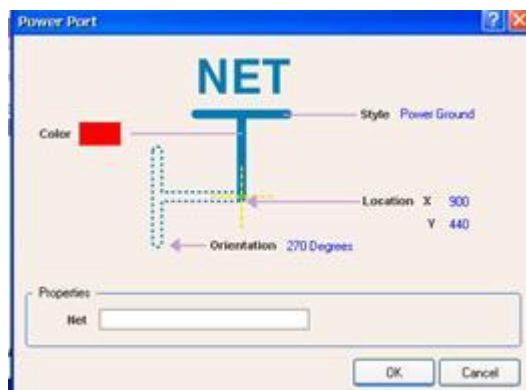 Power Port
NET
Style Power Ground
Color
Location X 900
Y 440
Orientation 270 Degrees
Properties
Net
OK Cancel